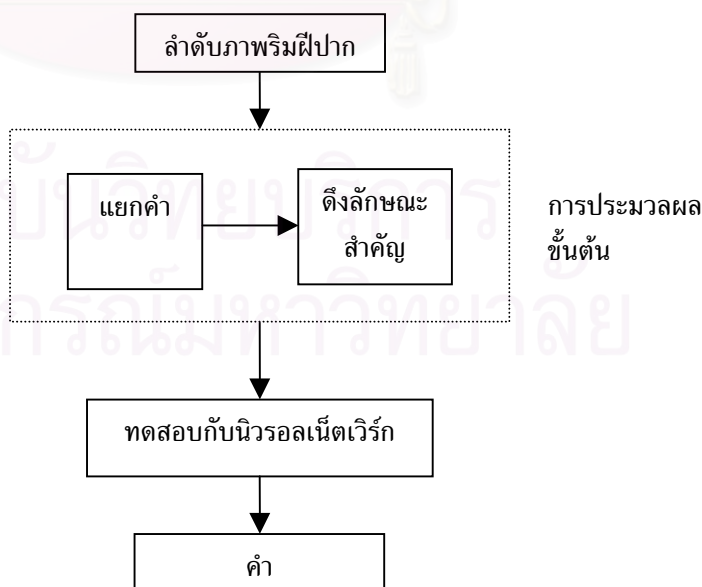 ลำดับภาพริมฝีปาก
แยกคำ
ดึงลักษณะ
สำคัญ
การประมวลผล
ขั้นต้น
ทดสอบกับนิวรอลเน็ตเวิร์ก
คำ